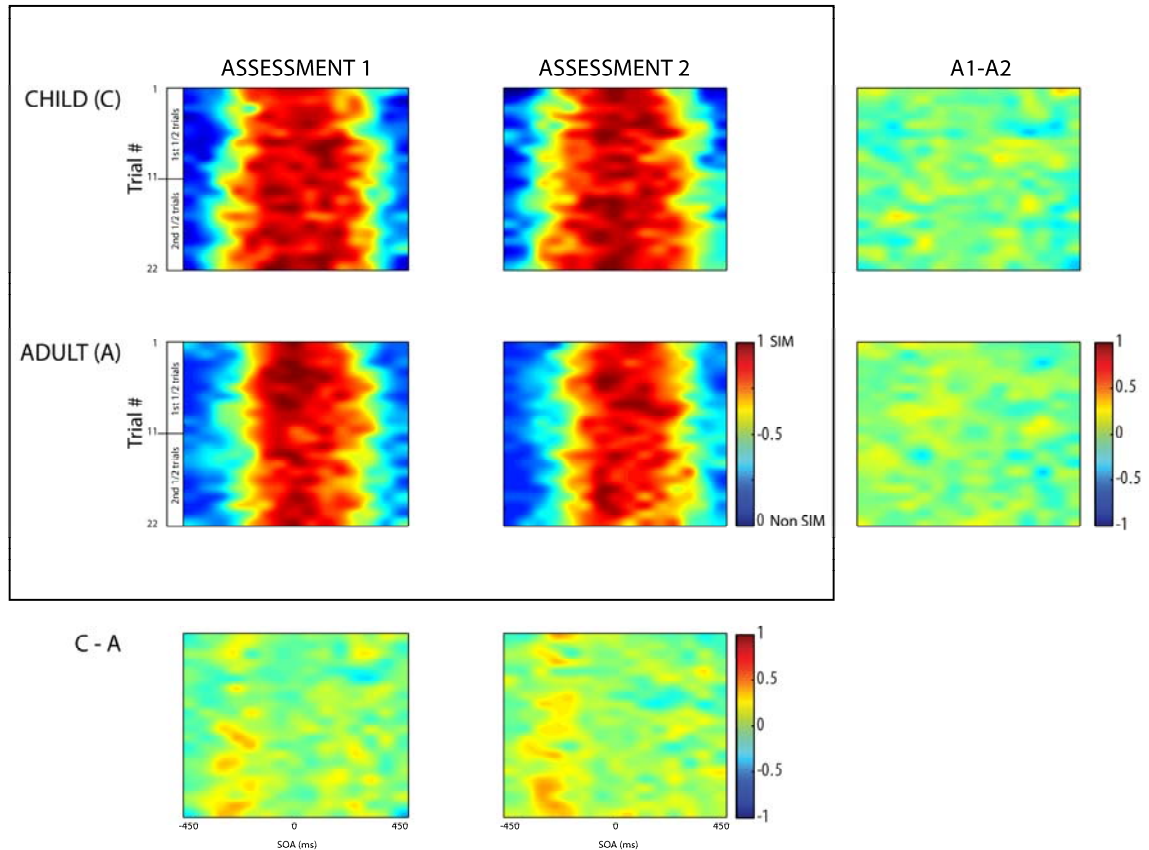 ASSESSMENT 1
ASSESSMENT 2
A1-A2
CHILD (C)
Trial #
1
1st 1/2 trials
11
2nd 1/2 trials
22
ADULT (A)
Trial #
1
1st 1/2 trials
11
2nd 1/2 trials
22
1 SIM
-0.5
0 Non SIM
1
0.5
0
-0.5
-1
C - A
1
0.5
0
-0.5
-1
-450 0 450
SOA (ms)
-450 0 450
SOA (ms)